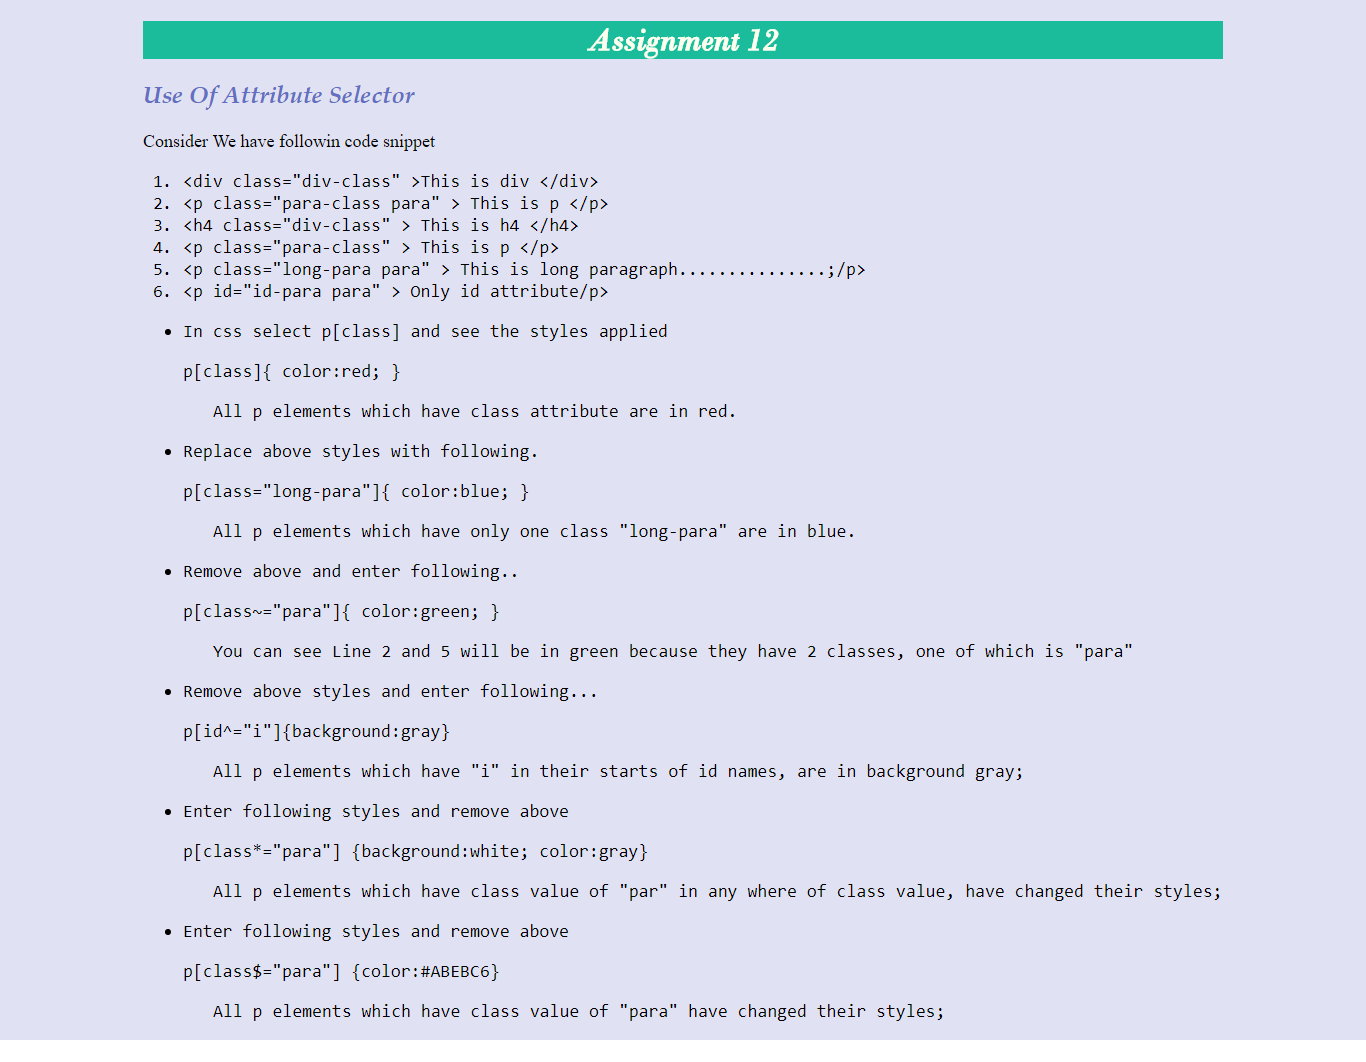 Assignment 12
Use Of Attribute Selector
Consider We have followin code snippet
1. <div class="div-class" >This is div </div>
2. <p class="para-class para" > This is p </p>
3. <h4 class="div-class" > This is h4 </h4>
4. <p class="para-class" > This is p </p>
5. <p class="long-para para" > This is long paragraph...............;/p>
6. <p id="id-para para" > Only id attribute/p>
• In css select p[class] and see the styles applied
p[class]{ color:red; }
All p elements which have class attribute are in red.
• Replace above styles with following.
p[class="long-para"]{ color:blue; }
All p elements which have only one class "long-para" are in blue.
• Remove above and enter following..
p[class~="para"]{ color:green; }
You can see Line 2 and 5 will be in green because they have 2 classes, one of which is "para"
• Remove above styles and enter following...
p[id^="i"]{background:gray}
All p elements which have "i" in their starts of id names, are in background gray;
• Enter following styles and remove above
p[class*="para"] {background:white; color:gray}
All p elements which have class value of "par" in any where of class value, have changed their styles;
• Enter following styles and remove above
p[class$="para"] {color:#ABEBC6}
All p elements which have class value of "para" have changed their styles;